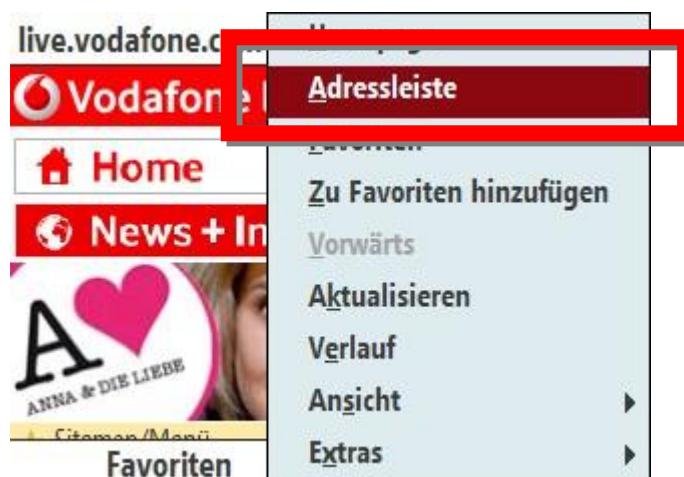 live.vodafone.c
Vodafone
Home
News + In
A
ANNA & DIE LIEBE
Favoriten
Adressleiste
Favoriten
Zu Favoriten hinzufügen
Vorwärts
Aktualisieren
Verlauf
Ansicht
Extras